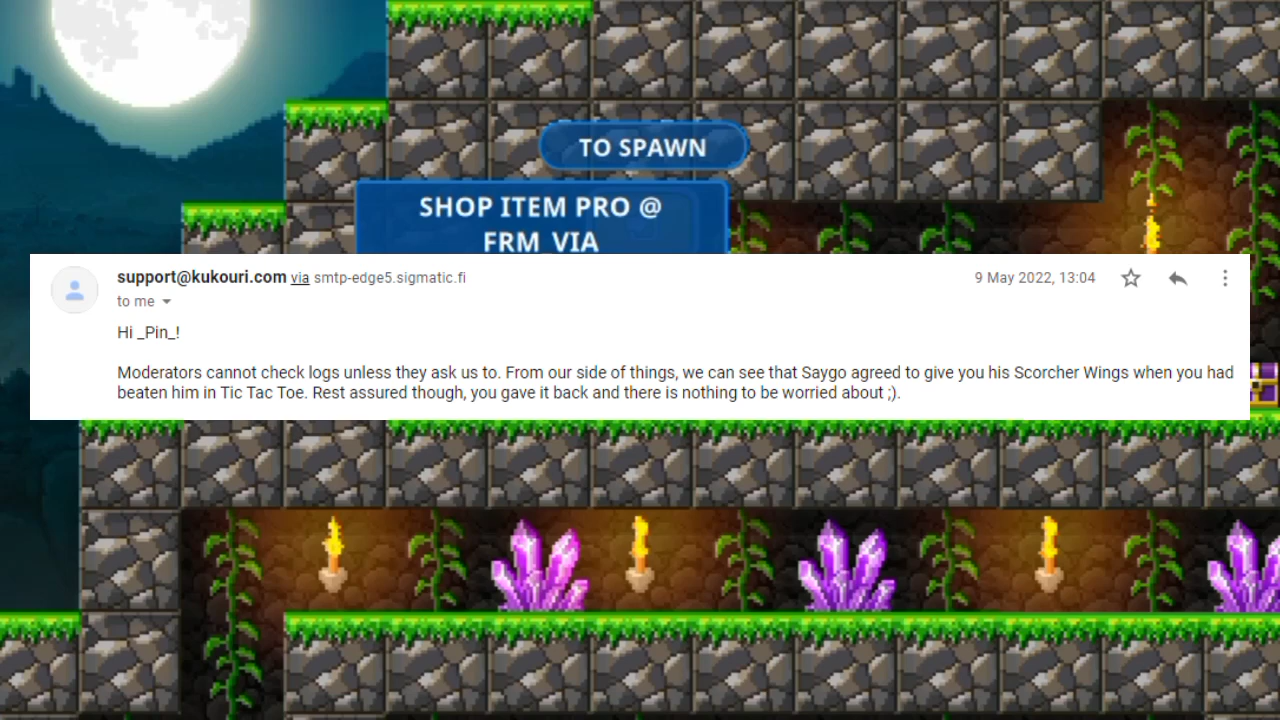 TO SPAWN
SHOP ITEM PRO @
FRM_VIA
support@kukouri.com via smtp-edge5.sigmatic.fi
9 May 2022, 13:04
to me
Hi _Pin_!
Moderators cannot check logs unless they ask us to. From our side of things, we can see that Saygo agreed to give you his Scorcher Wings when you had
beaten him in Tic Tac Toe. Rest assured though, you gave it back and there is nothing to be worried about ;).